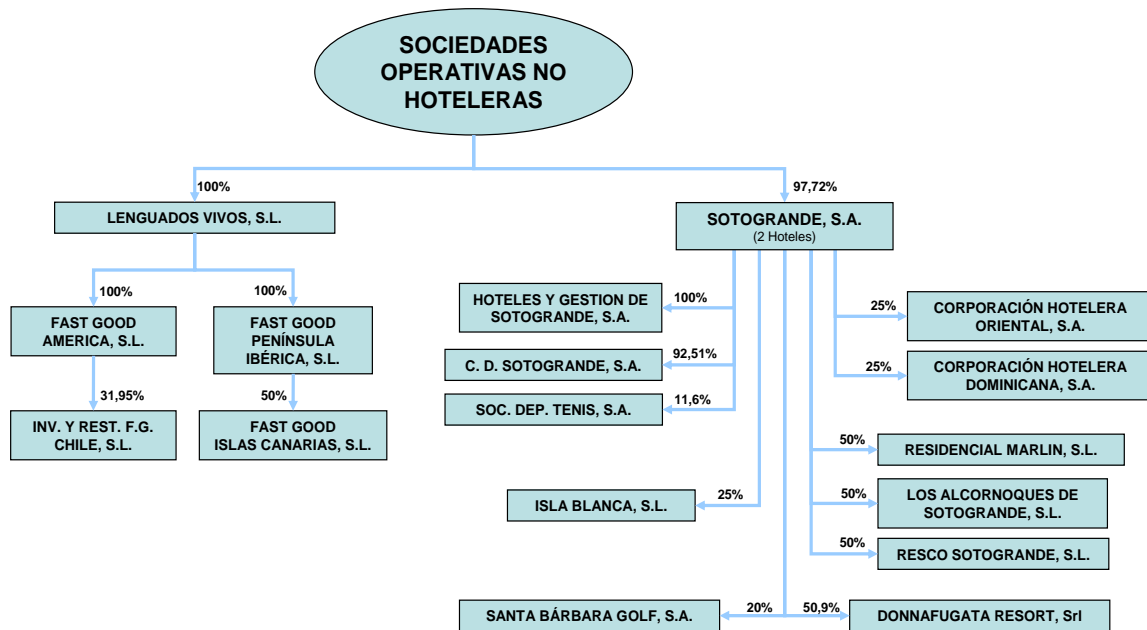 SOCIEDADES
OPERATIVAS NO
HOTELERAS
100%
97,72%
LENGUADOS VIVOS, S.L.
SOTOGRANDE, S.A.
(2 Hoteles)
100%
100%
FAST GOOD
AMERICA, S.L.
FAST GOOD
PENÍNSULA
IBÉRICA, S.L.
31,95%
50%
INV. Y REST. F.G.
CHILE, S.L.
FAST GOOD
ISLAS CANARIAS, S.L.
HOTELES Y GESTION DE
SOTOGRANDE, S.A.
100%
C. D. SOTOGRANDE, S.A.
92,51%
SOC. DEP. TENIS, S.A.
11,6%
ISLA BLANCA, S.L.
25%
SANTA BÁRBARA GOLF, S.A.
20%
50,9%
DONNAFUGATA RESORT, Srl
25%
CORPORACIÓN HOTELERA
ORIENTAL, S.A.
25%
CORPORACIÓN HOTELERA
DOMINICANA, S.A.
50%
RESIDENCIAL MARLIN, S.L.
50%
LOS ALCORNOQUES DE
SOTOGRANDE, S.L.
50%
RESCO SOTOGRANDE, S.L.